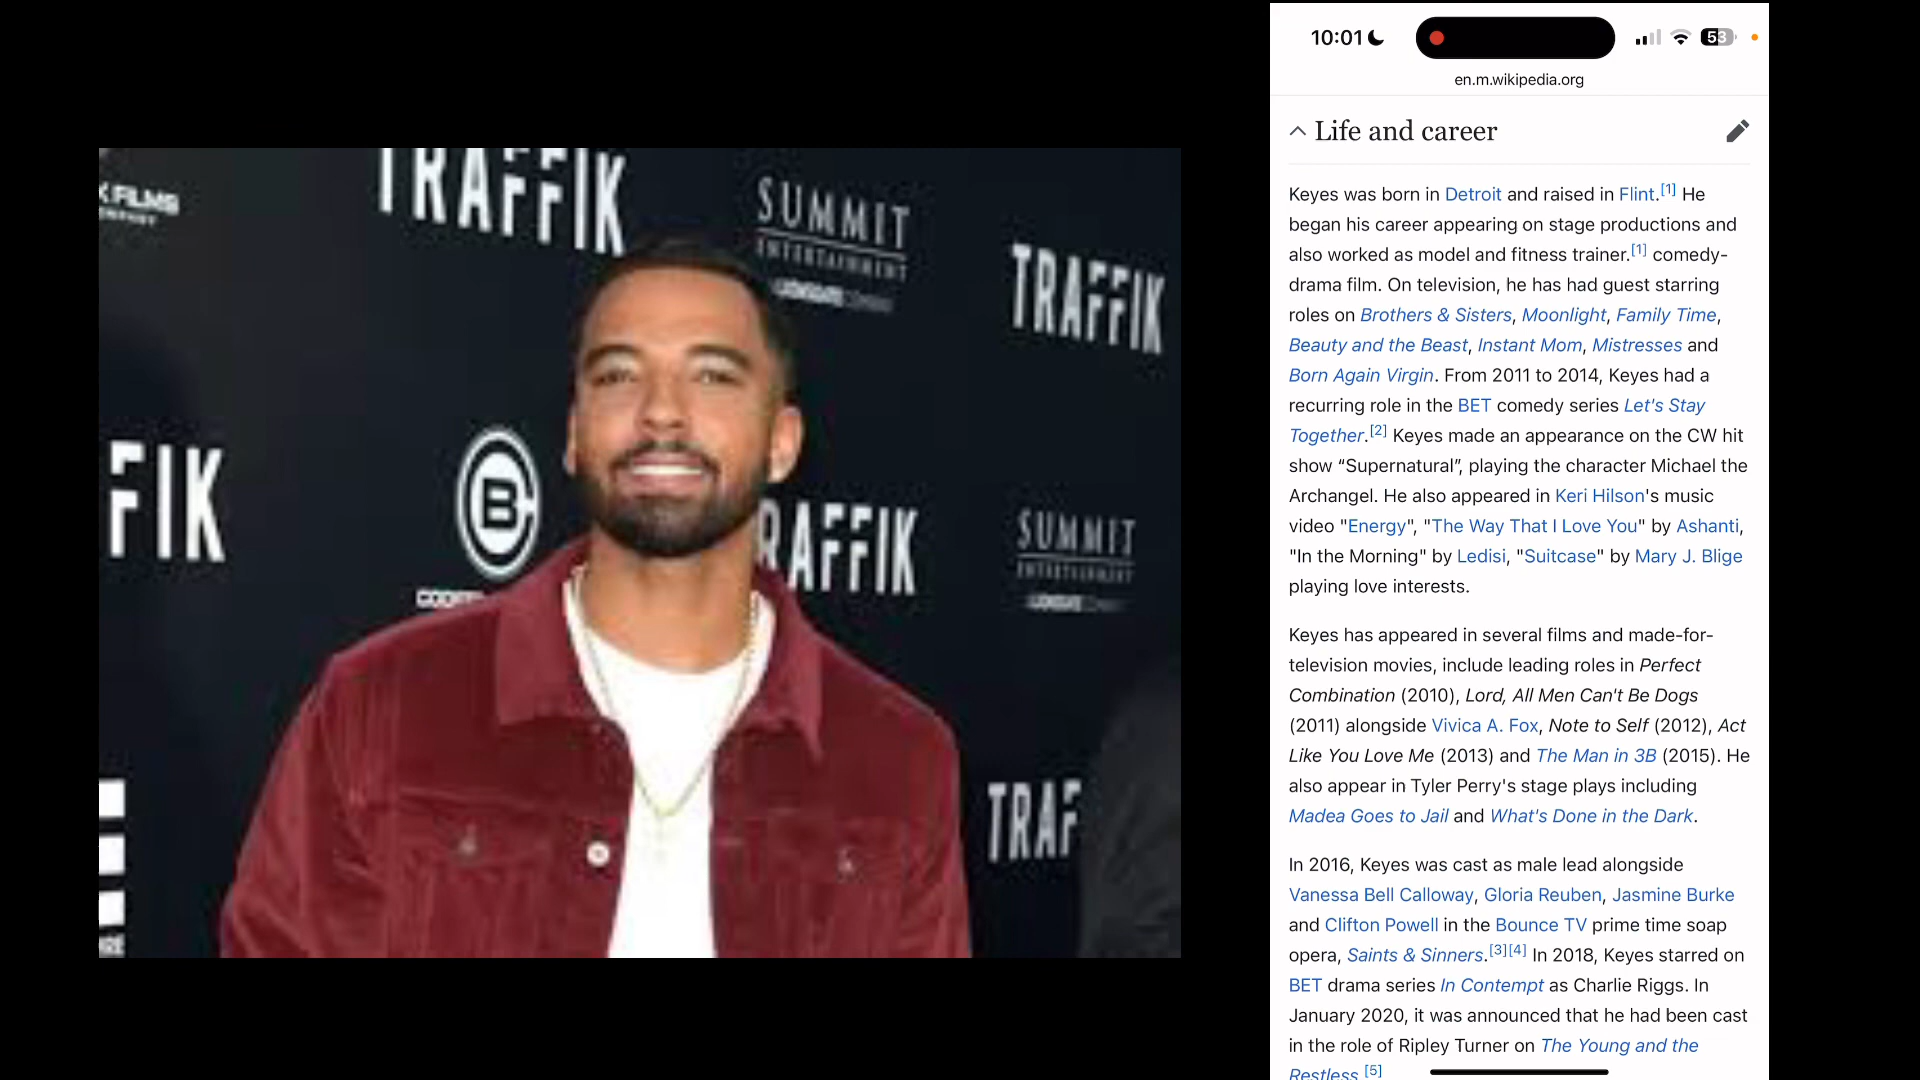 X FILMS
TRAFFIK
SUMMIT
ENTERTAINMENT
LIONSGATE COMPANY
TRAFFIK
FIK
B
RAFFIK
SUMMIT
ENTERTAINMENT
LIONSGATE
TRAF
10:01
53
en.m.wikipedia.org
Life and career
Keyes was born in Detroit and raised in Flint.[1] He
began his career appearing on stage productions and
also worked as model and fitness trainer.[1] comedy-
drama film. On television, he has had guest starring
roles on Brothers & Sisters, Moonlight, Family Time,
Beauty and the Beast, Instant Mom, Mistresses and
Born Again Virgin. From 2011 to 2014, Keyes had a
recurring role in the BET comedy series Let's Stay
Together.[2] Keyes made an appearance on the CW hit
show “Supernatural”, playing the character Michael the
Archangel. He also appeared in Keri Hilson's music
video "Energy", "The Way That I Love You" by Ashanti,
"In the Morning" by Ledisi, "Suitcase" by Mary J. Blige
playing love interests.
Keyes has appeared in several films and made-for-
television movies, include leading roles in Perfect
Combination (2010), Lord, All Men Can't Be Dogs
(2011) alongside Vivica A. Fox, Note to Self (2012), Act
Like You Love Me (2013) and The Man in 3B (2015). He
also appear in Tyler Perry's stage plays including
Madea Goes to Jail and What's Done in the Dark.
In 2016, Keyes was cast as male lead alongside
Vanessa Bell Calloway, Gloria Reuben, Jasmine Burke
and Clifton Powell in the Bounce TV prime time soap
opera, Saints & Sinners.[3][4] In 2018, Keyes starred on
BET drama series In Contempt as Charlie Riggs. In
January 2020, it was announced that he had been cast
in the role of Ripley Turner on The Young and the
Restless.[5]